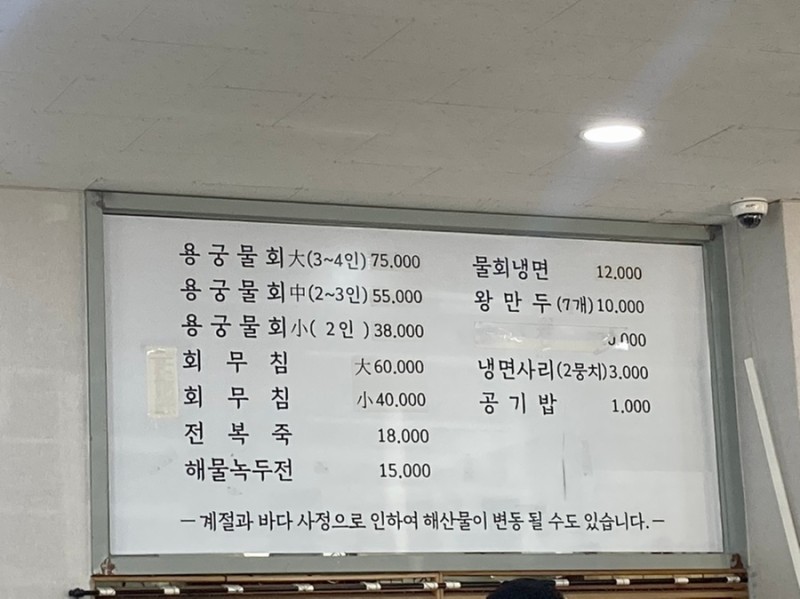 용궁물회大(3~4인) 75.000
용궁물회中(2~3인) 55.000
용궁물회小( 2인 ) 38.000
회 무 침 大 60.000
회 무 침 小 40.000
전 복 죽 18.000
해물녹두전 15.000
물회냉면 12.000
왕 만 두 (7개) 10.000
냉면사리(2뭉치) 3.000
공 기 밥 1.000
－계절과 바다 사정으로 인하여 해산물이 변동 될 수도 있습니다.－